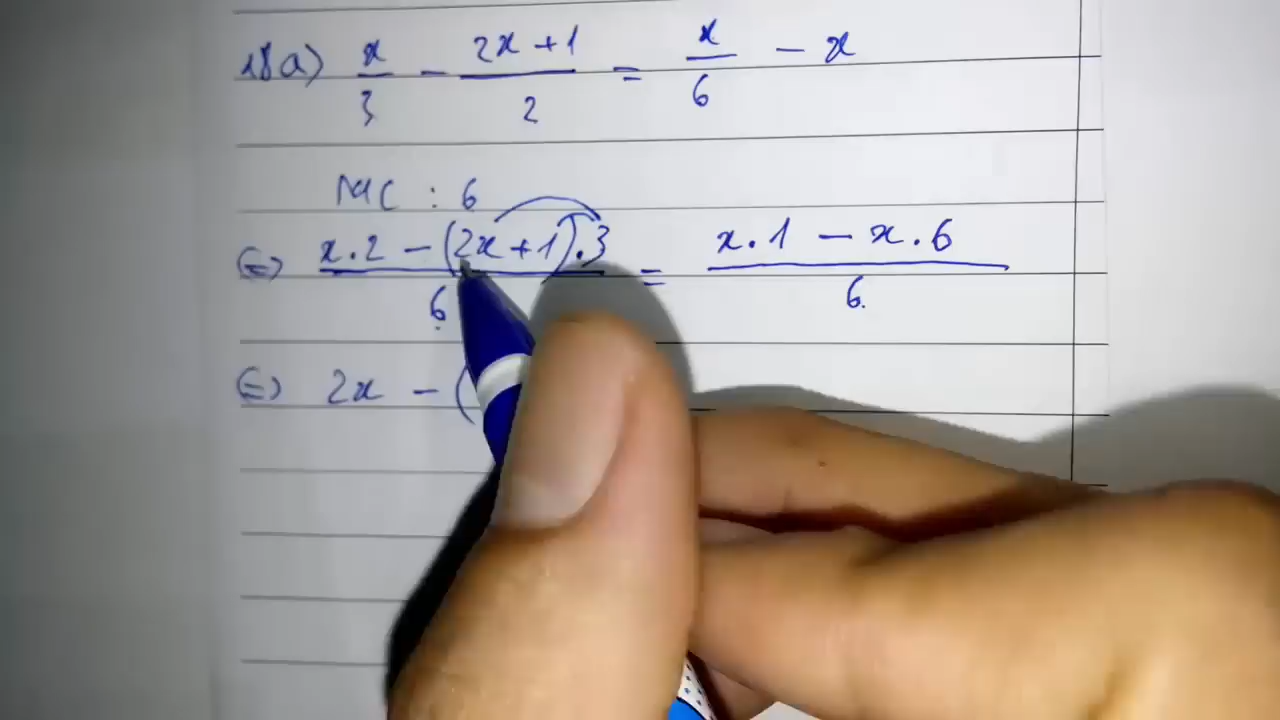 18a) x/3 - 2x+1/2 = x/6 - x
MC : 6
⇔ x.2 - (2x+1).3/6 = x.1 - x.6/6.
⇔ 2x - (